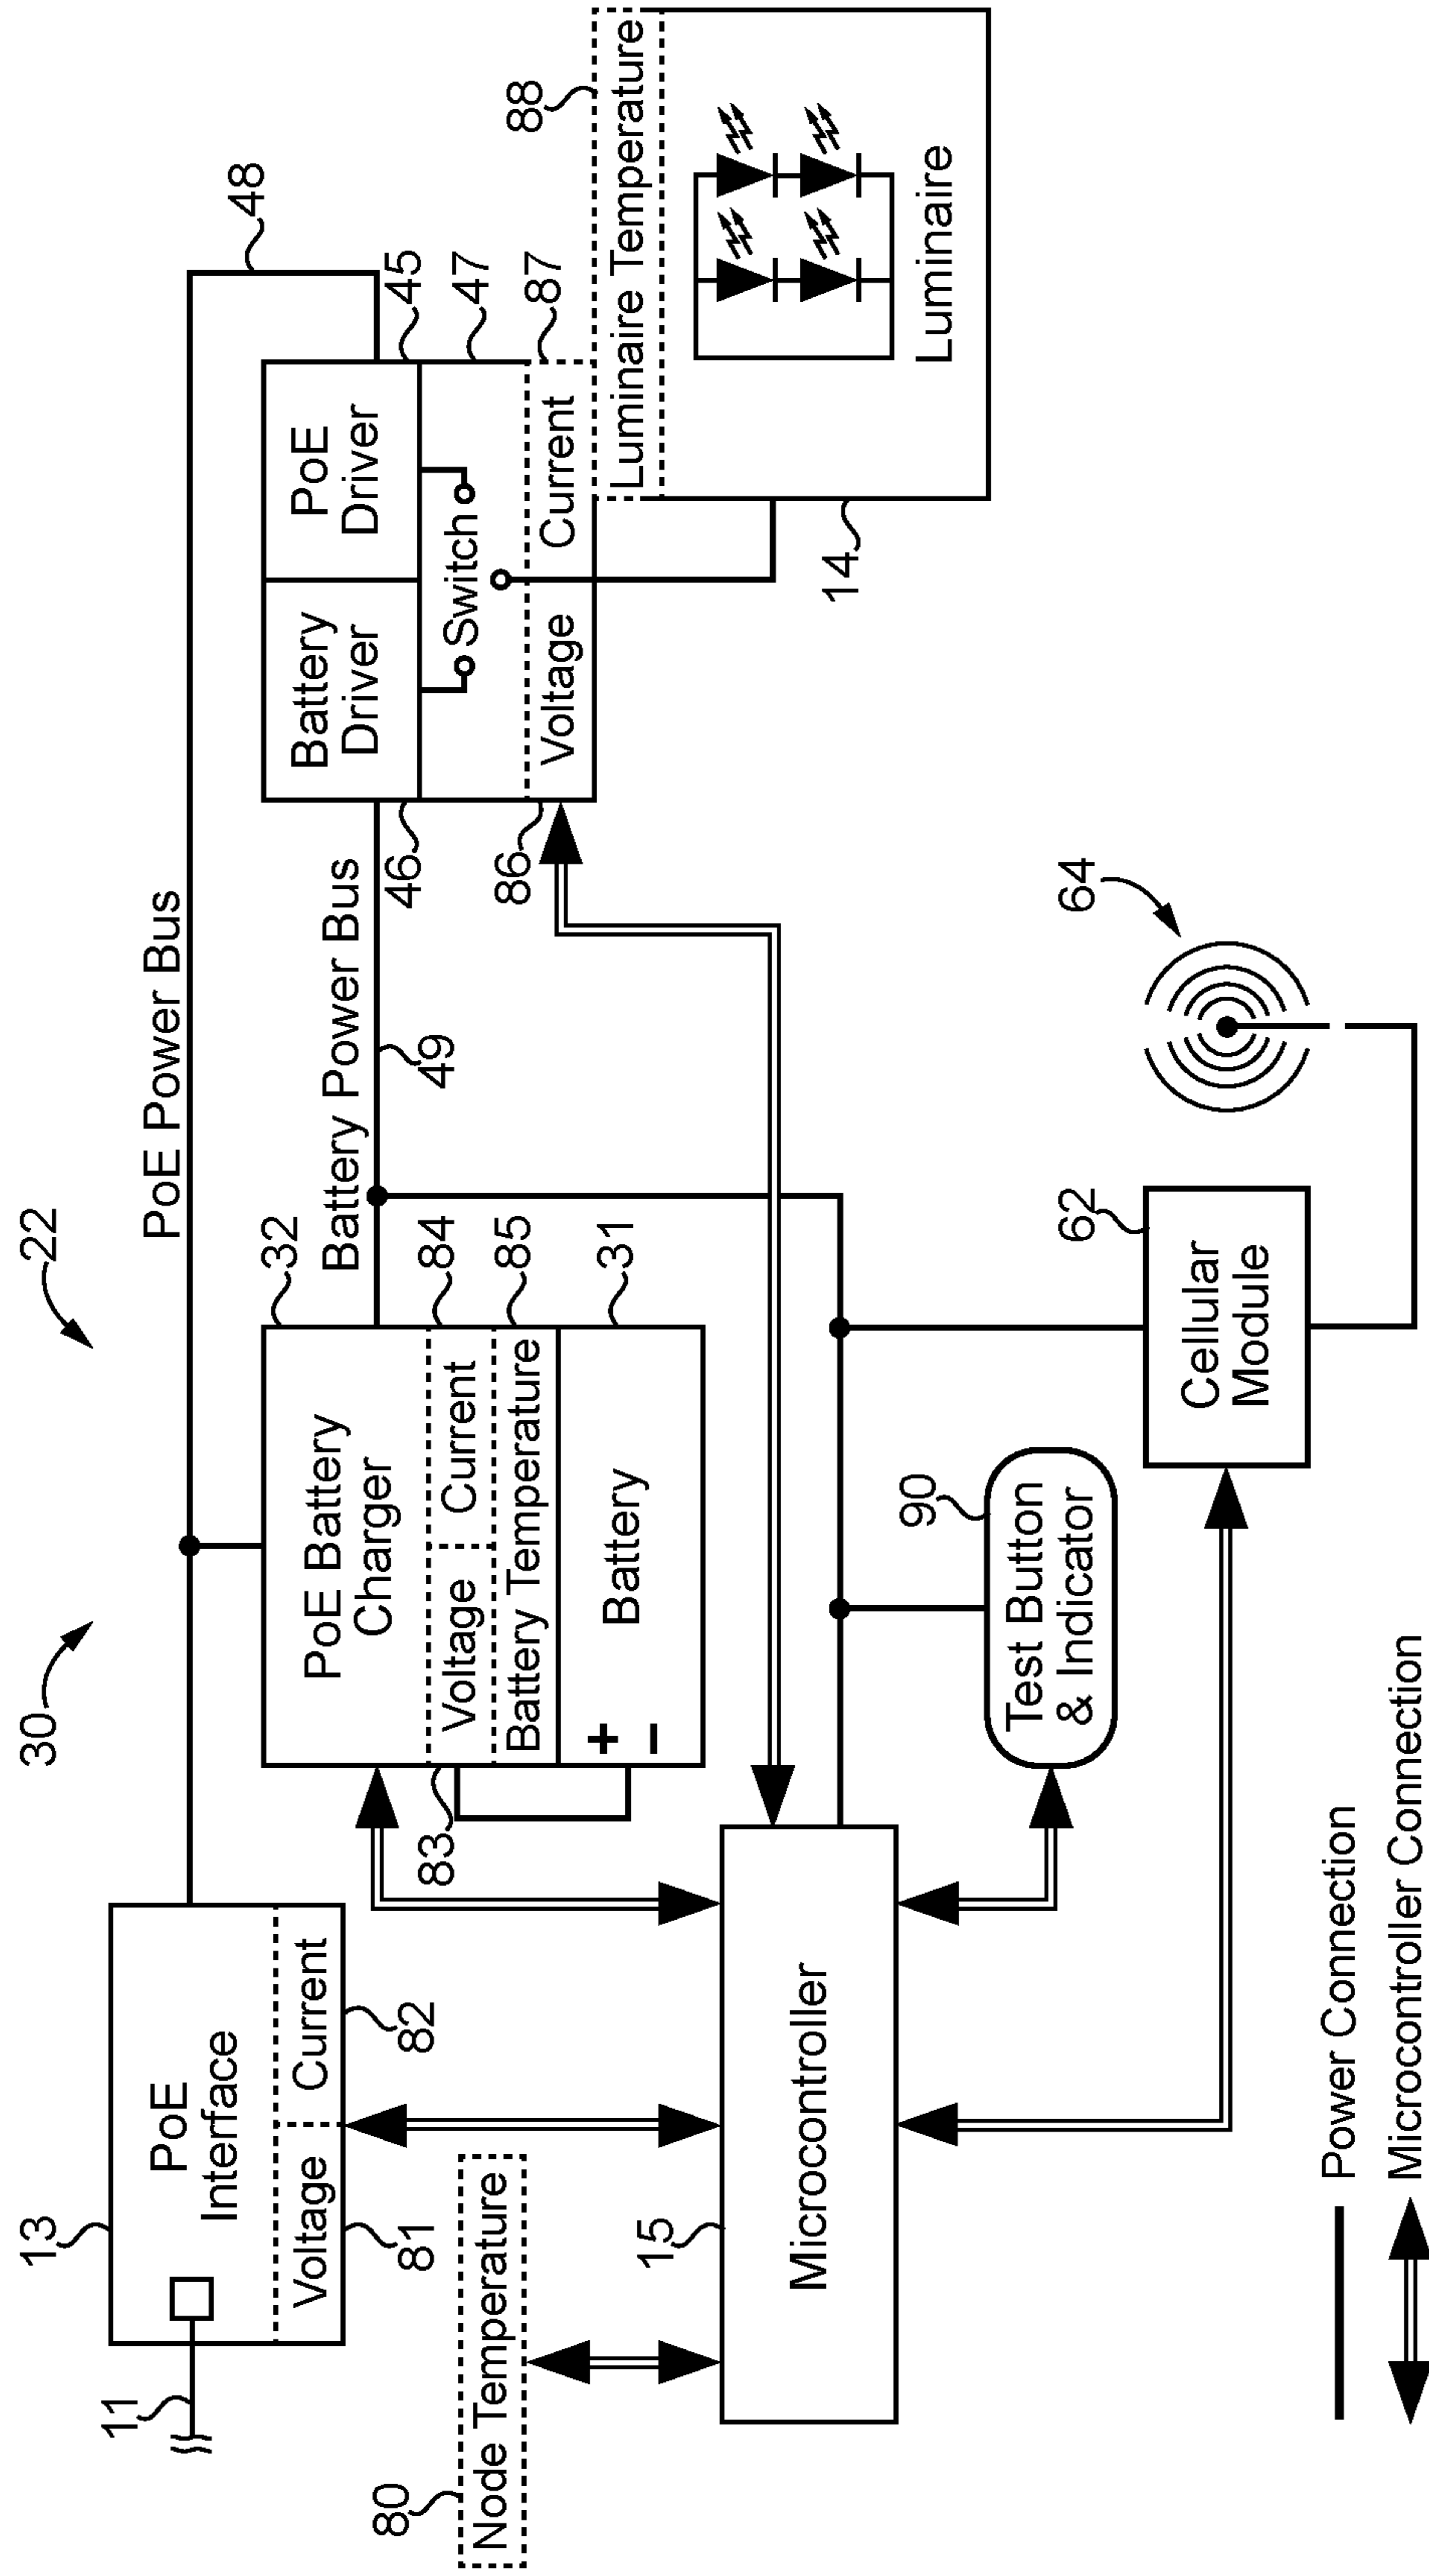 30
22
PoE Power Bus
48
13
11
PoE
Interface
Voltage
Current
81
82
32
PoE Battery
Charger
Voltage
Current
83
84
Battery Temperature
85
+
−
Battery
31
Battery Power Bus
49
Battery
Driver
PoE
Driver
46
45
Switch
47
Voltage
Current
86
87
88
Luminaire Temperature
Luminaire
14
80
Node Temperature
15
Microcontroller
90
Test Button
& Indicator
62
Cellular
Module
64
Power Connection
Microcontroller Connection